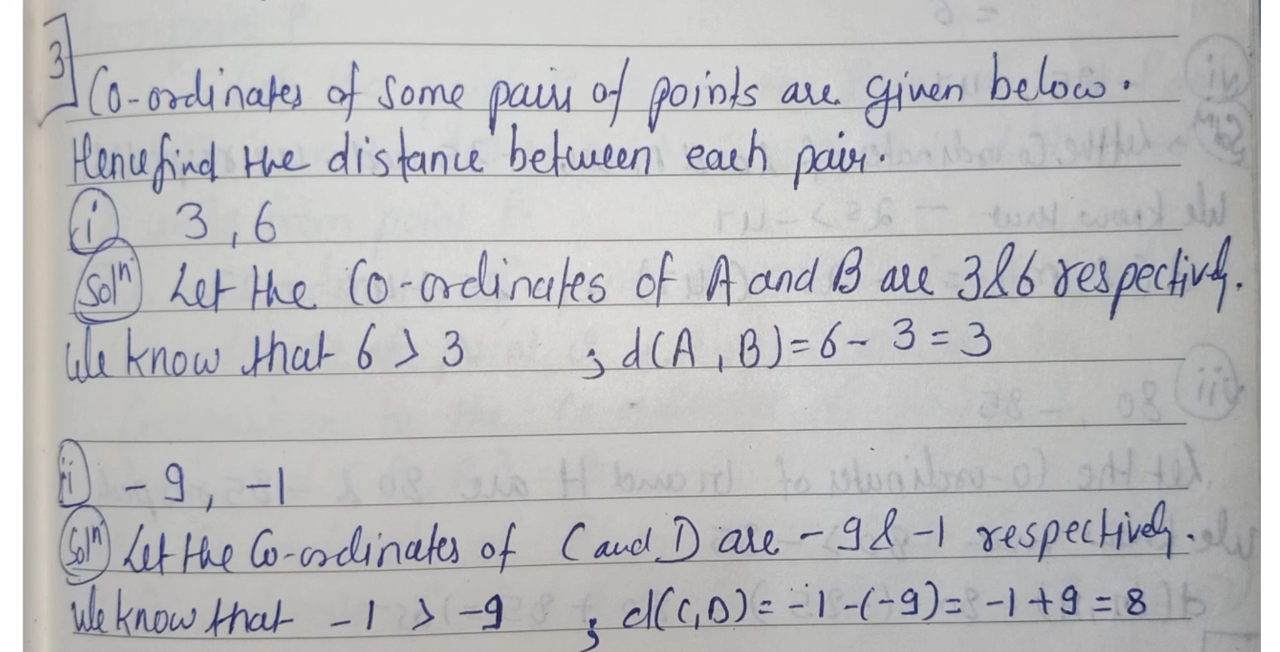 3]
Co-ordinates of some pair of points are given below.
Hence find the distance between each pair.
(i) 3, 6
Solⁿ Let the Co-ordinates of A and B are 3 & 6 respectively.
We know that 6 > 3 ; d(A, B) = 6 - 3 = 3
(ii) -9, -1
Solⁿ Let the Co-ordinates of C and D are -9 & -1 respectively.
We know that -1 > -9 ; d(C, D) = -1 - (-9) = -1 + 9 = 8